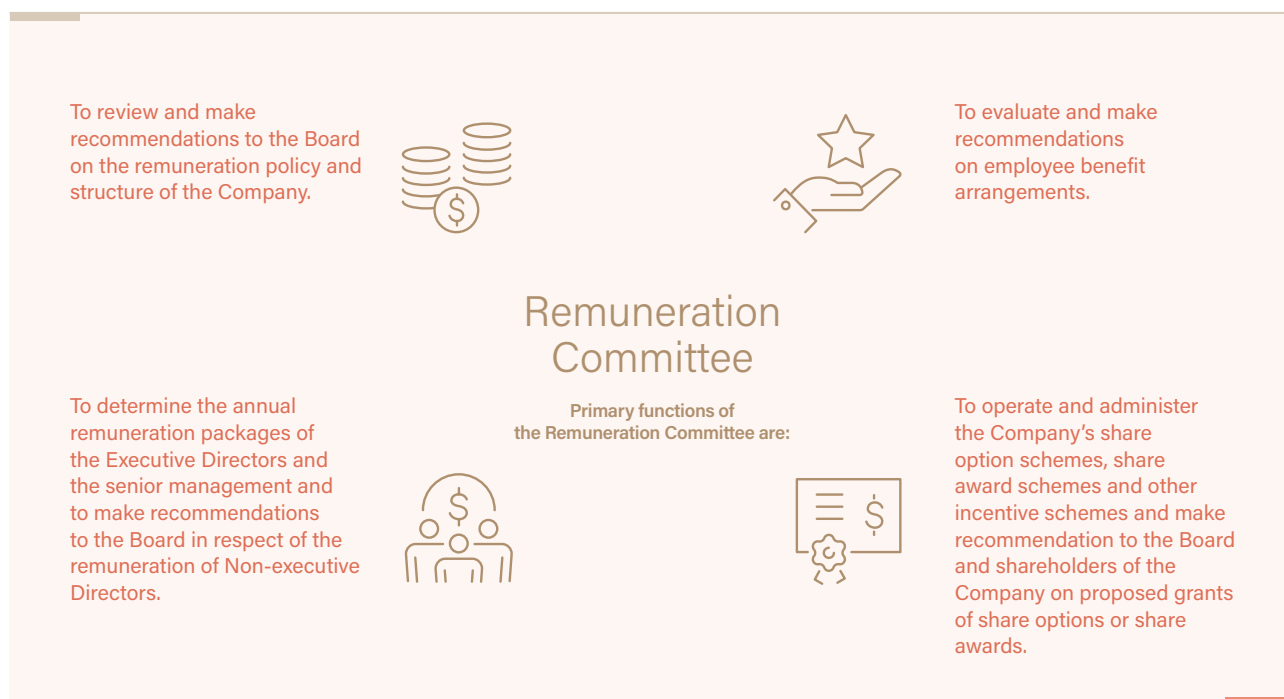 To review and make
recommendations to the Board
on the remuneration policy and
structure of the Company.
To evaluate and make
recommendations
on employee benefit
arrangements.
Remuneration
Committee
Primary functions of
the Remuneration Committee are:
To determine the annual
remuneration packages of
the Executive Directors and
the senior management and
to make recommendations
to the Board in respect of the
remuneration of Non-executive
Directors.
To operate and administer
the Company's share
option schemes, share
award schemes and other
incentive schemes and make
recommendation to the Board
and shareholders of the
Company on proposed grants
of share options or share
awards.
$
$
$